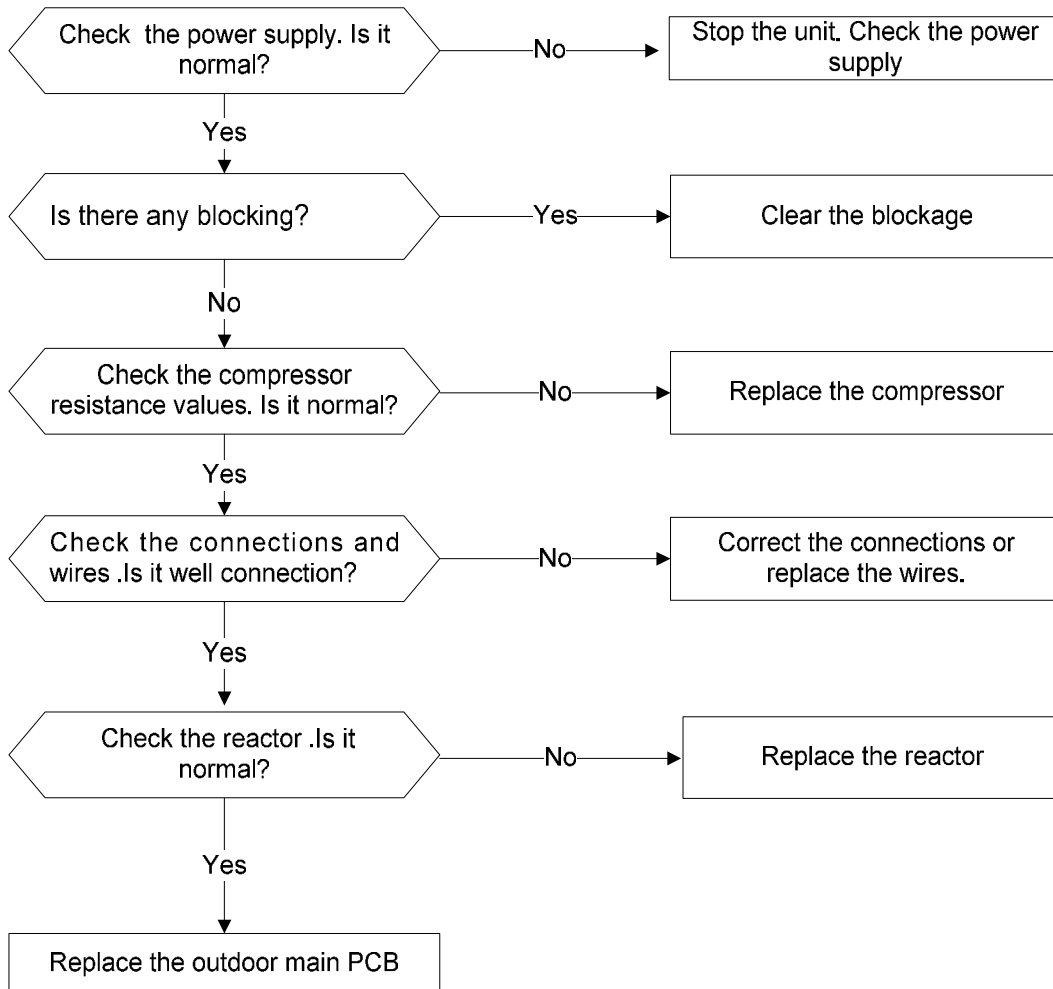 Check the power supply. Is it
normal?
No
Stop the unit. Check the power
supply
Yes
Is there any blocking?
Yes
Clear the blockage
No
Check the compressor
resistance values. Is it normal?
No
Replace the compressor
Yes
Check the connections and
wires .Is it well connection?
No
Correct the connections or
replace the wires.
Yes
Check the reactor .Is it
normal?
No
Replace the reactor
Yes
Replace the outdoor main PCB